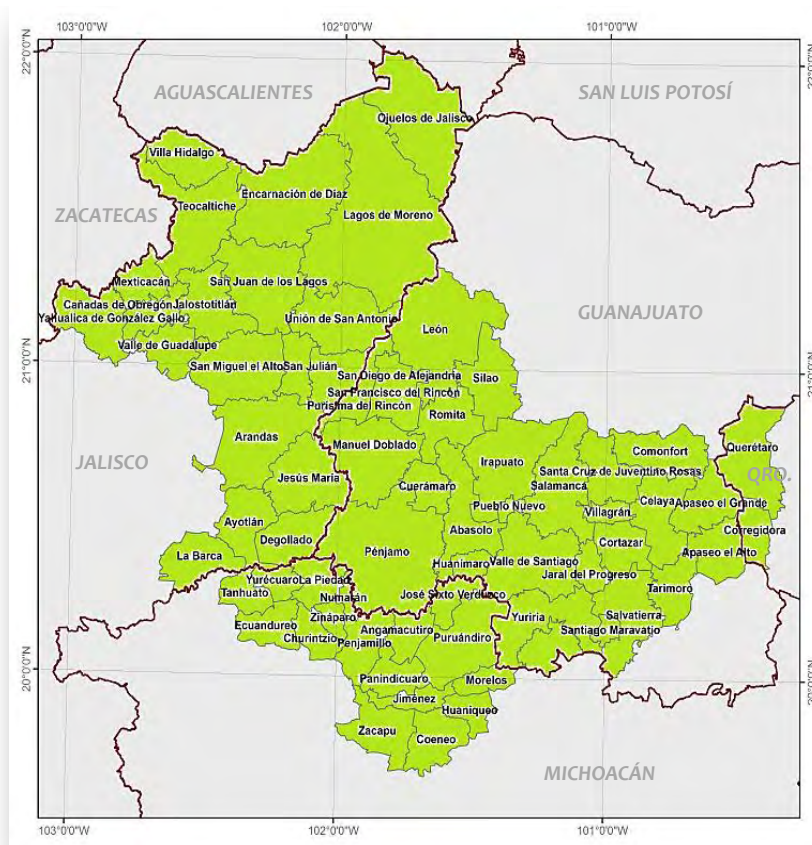 103°0'0"W 102°0'0"W 101°0'0"W
22°0'0"N
AGUASCALIENTES
SAN LUIS POTOSÍ
Ojuelos de Jalisco
Villa Hidalgo
Encarnación de Diaz
Teocaltiche
Lagos de Moreno
ZACATECAS
Mexticacán
San Juan de los Lagos
Cañadas de Obregón
Jalostotitlán
Yahualica de González Gallo
Unión de San Antonio
GUANAJUATO
León
Valle de Guadalupe
21°0'0"N
San Miguel el Alto
San Julián
San Diego de Alejandria
Silao
San Francisco del Rincón
Purísima del Rincón
Romita
Arandas
Manuel Doblado
Querétaro
Comonfort
JALISCO
Irapuato
Santa Cruz de Juventino Rosas
QRO.
Jesús María
Cuerámaro
Salamanca
Pueblo Nuevo
Villagrán
Celaya
Apaseo el Grande
Ayotlán
Abasolo
Corregidora
Degollado
Cortazar
La Barca
Pénjamo
Apaseo el Alto
Huanímaro
Valle de Santiago
Jaral del Progreso
Yurécuaro
La Piedad
Tanhuato
Numarán
José Sixto Verduzco
Tarimoro
Zináparo
Yuriria
Salvatierra
Ecuandureo
Angamacutiro
Santiago Maravatío
Churintzio
Penjamillo
Puruándiro
20°0'0"N
Panindícuaro
Morelos
Jiménez
Huaniqueo
Zacapu
Coeneo
MICHOACÁN
103°0'0"W 102°0'0"W 101°0'0"W